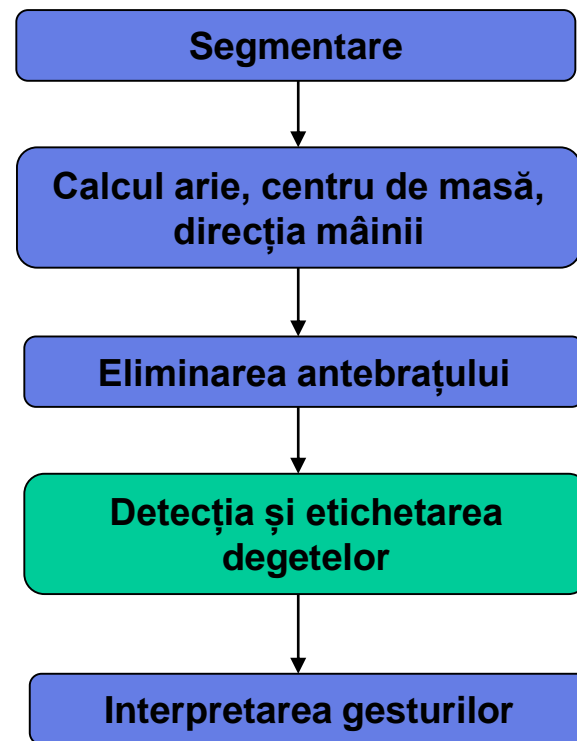 Segmentare
Calcul arie, centru de masă,
direcția mâinii
Eliminarea antebrațului
Detecția și etichetarea
degetelor
Interpretarea gesturilor